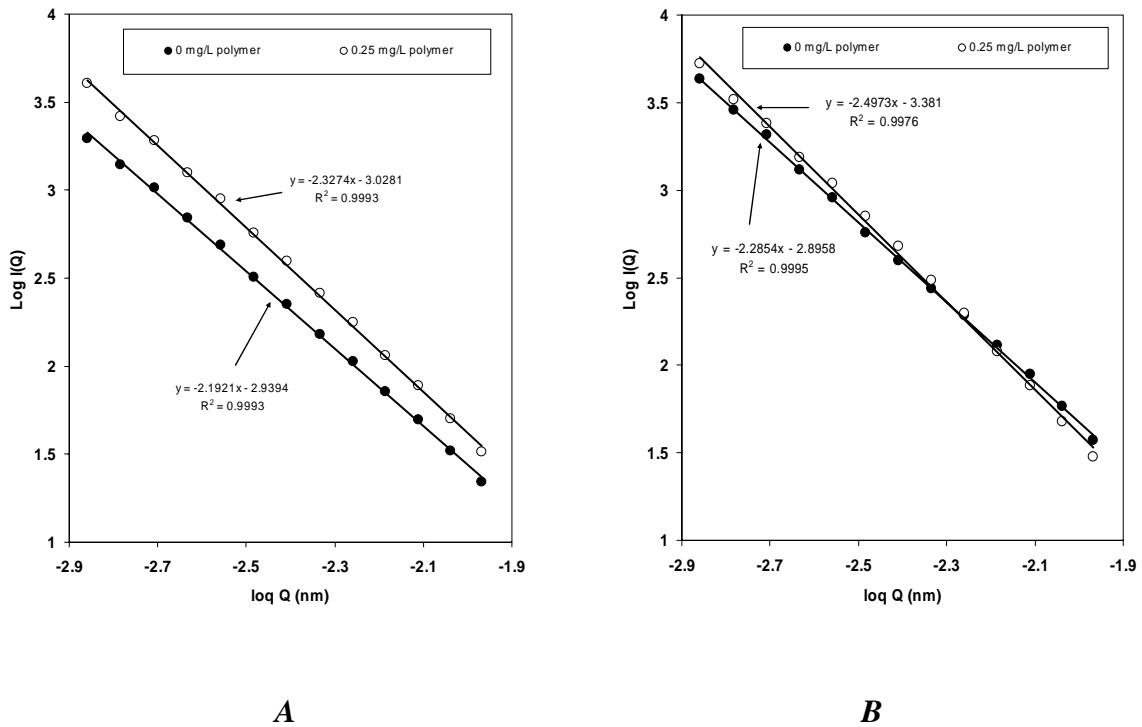 4
3.5
3
2.5
2
1.5
1
Log I(Q)
0 mg/L polymer
0.25 mg/L polymer
y = -2.3274x - 3.0281
R² = 0.9993
y = -2.1921x - 2.9394
R² = 0.9993
-2.9
-2.7
-2.5
-2.3
-2.1
-1.9
loq Q (nm)
A
4
3.5
3
2.5
2
1.5
1
Log I(Q)
0 mg/L polymer
0.25 mg/L polymer
y = -2.4973x - 3.381
R² = 0.9976
y = -2.2854x - 2.8958
R² = 0.9995
-2.9
-2.7
-2.5
-2.3
-2.1
-1.9
loq Q (nm)
B